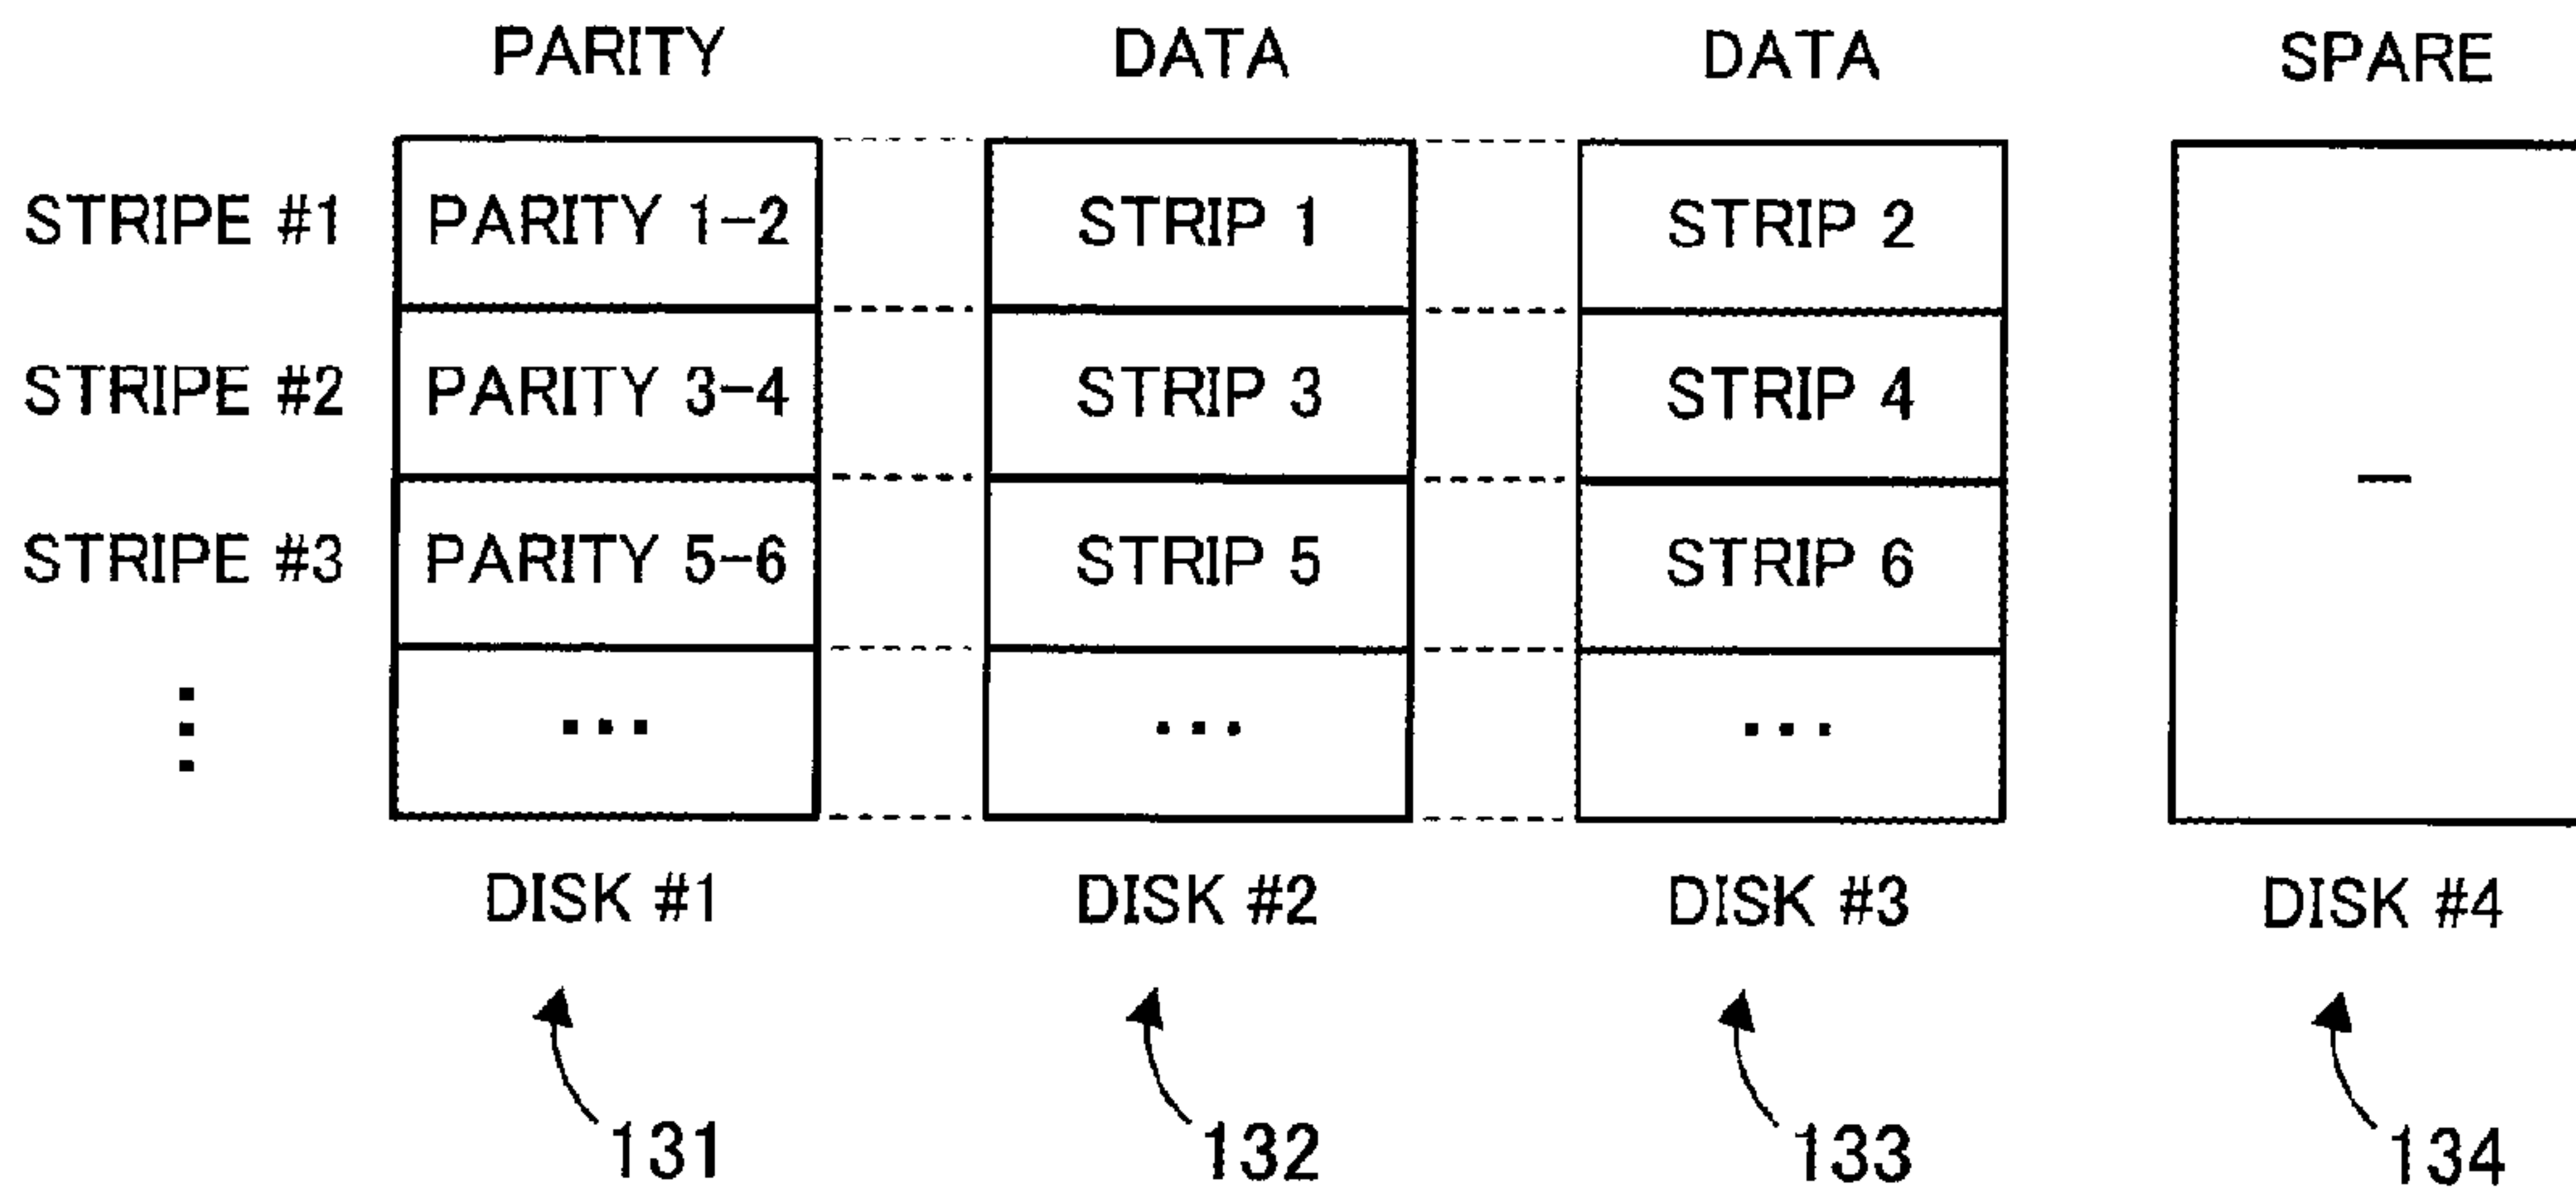 PARITY DATA DATA SPARE
STRIPE #1 PARITY 1-2 STRIP 1 STRIP 2
STRIPE #2 PARITY 3-4 STRIP 3 STRIP 4
STRIPE #3 PARITY 5-6 STRIP 5 STRIP 6
... ... ...
DISK #1 DISK #2 DISK #3 DISK #4
131 132 133 134